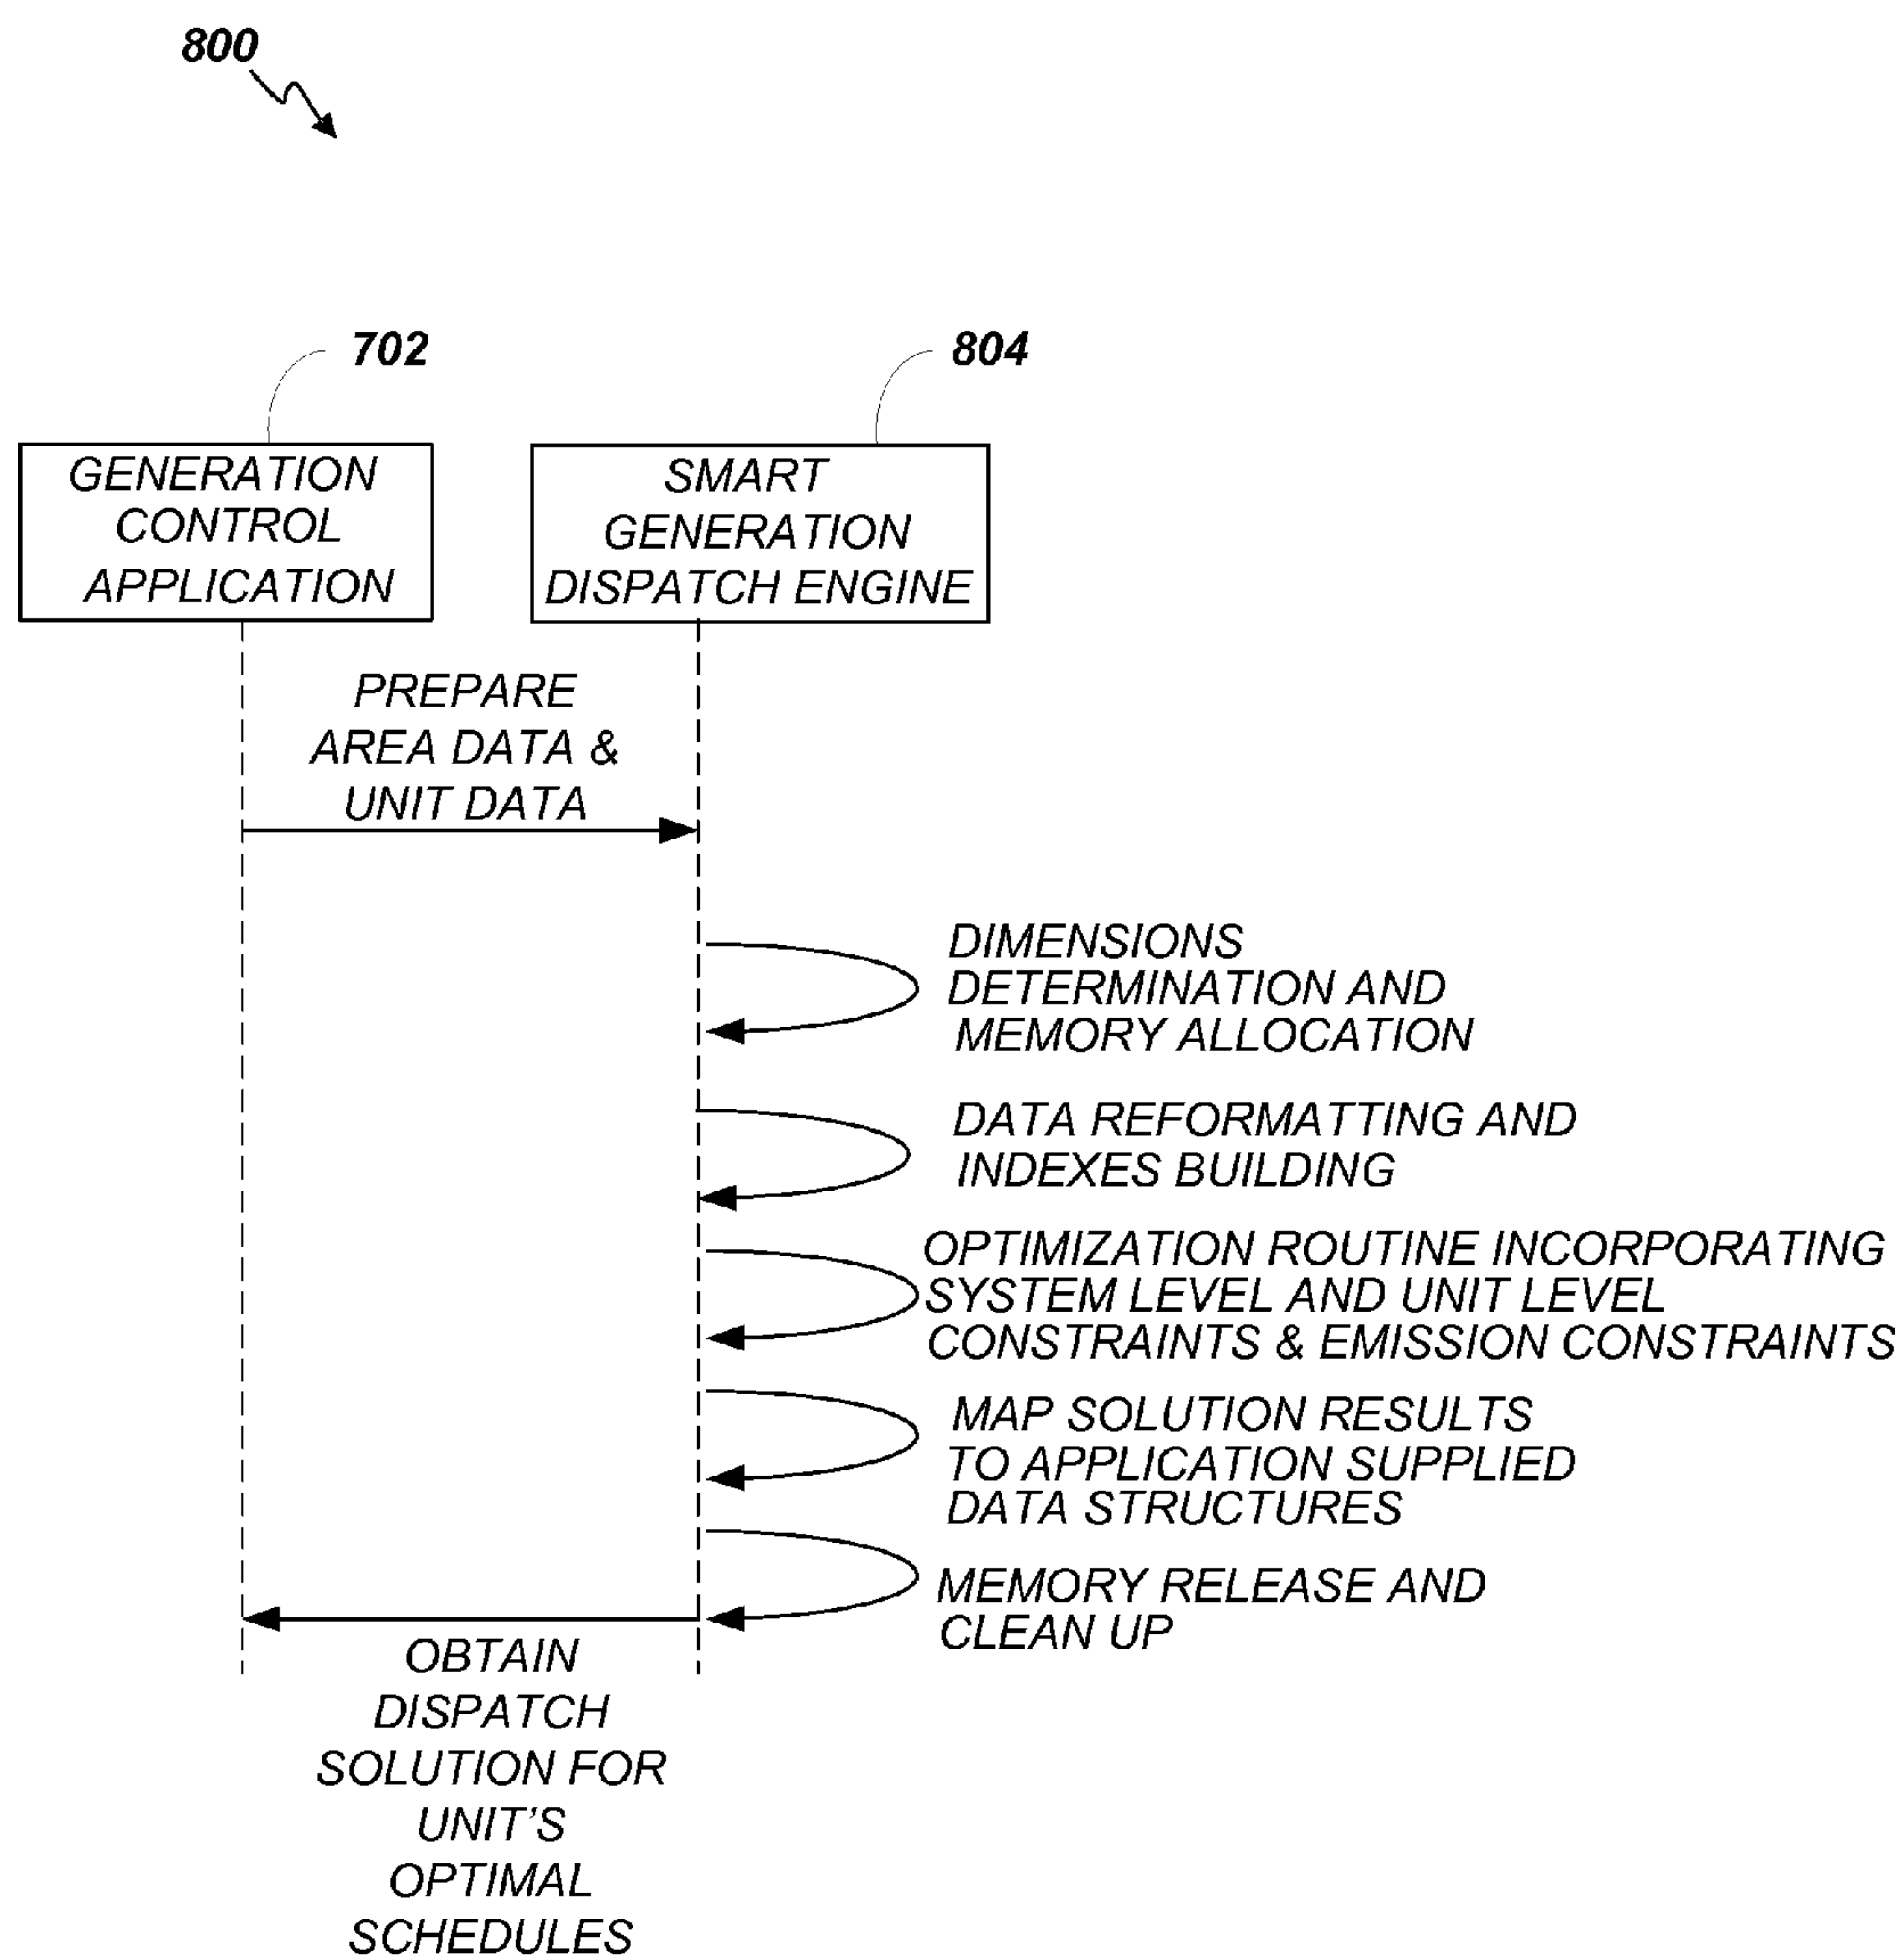 800
702
804
GENERATION
CONTROL
APPLICATION
SMART
GENERATION
DISPATCH ENGINE
PREPARE
AREA DATA &
UNIT DATA
DIMENSIONS
DETERMINATION AND
MEMORY ALLOCATION
DATA REFORMATTING AND
INDEXES BUILDING
OPTIMIZATION ROUTINE INCORPORATING
SYSTEM LEVEL AND UNIT LEVEL
CONSTRAINTS & EMISSION CONSTRAINTS
MAP SOLUTION RESULTS
TO APPLICATION SUPPLIED
DATA STRUCTURES
MEMORY RELEASE AND
CLEAN UP
OBTAIN
DISPATCH
SOLUTION FOR
UNIT'S
OPTIMAL
SCHEDULES